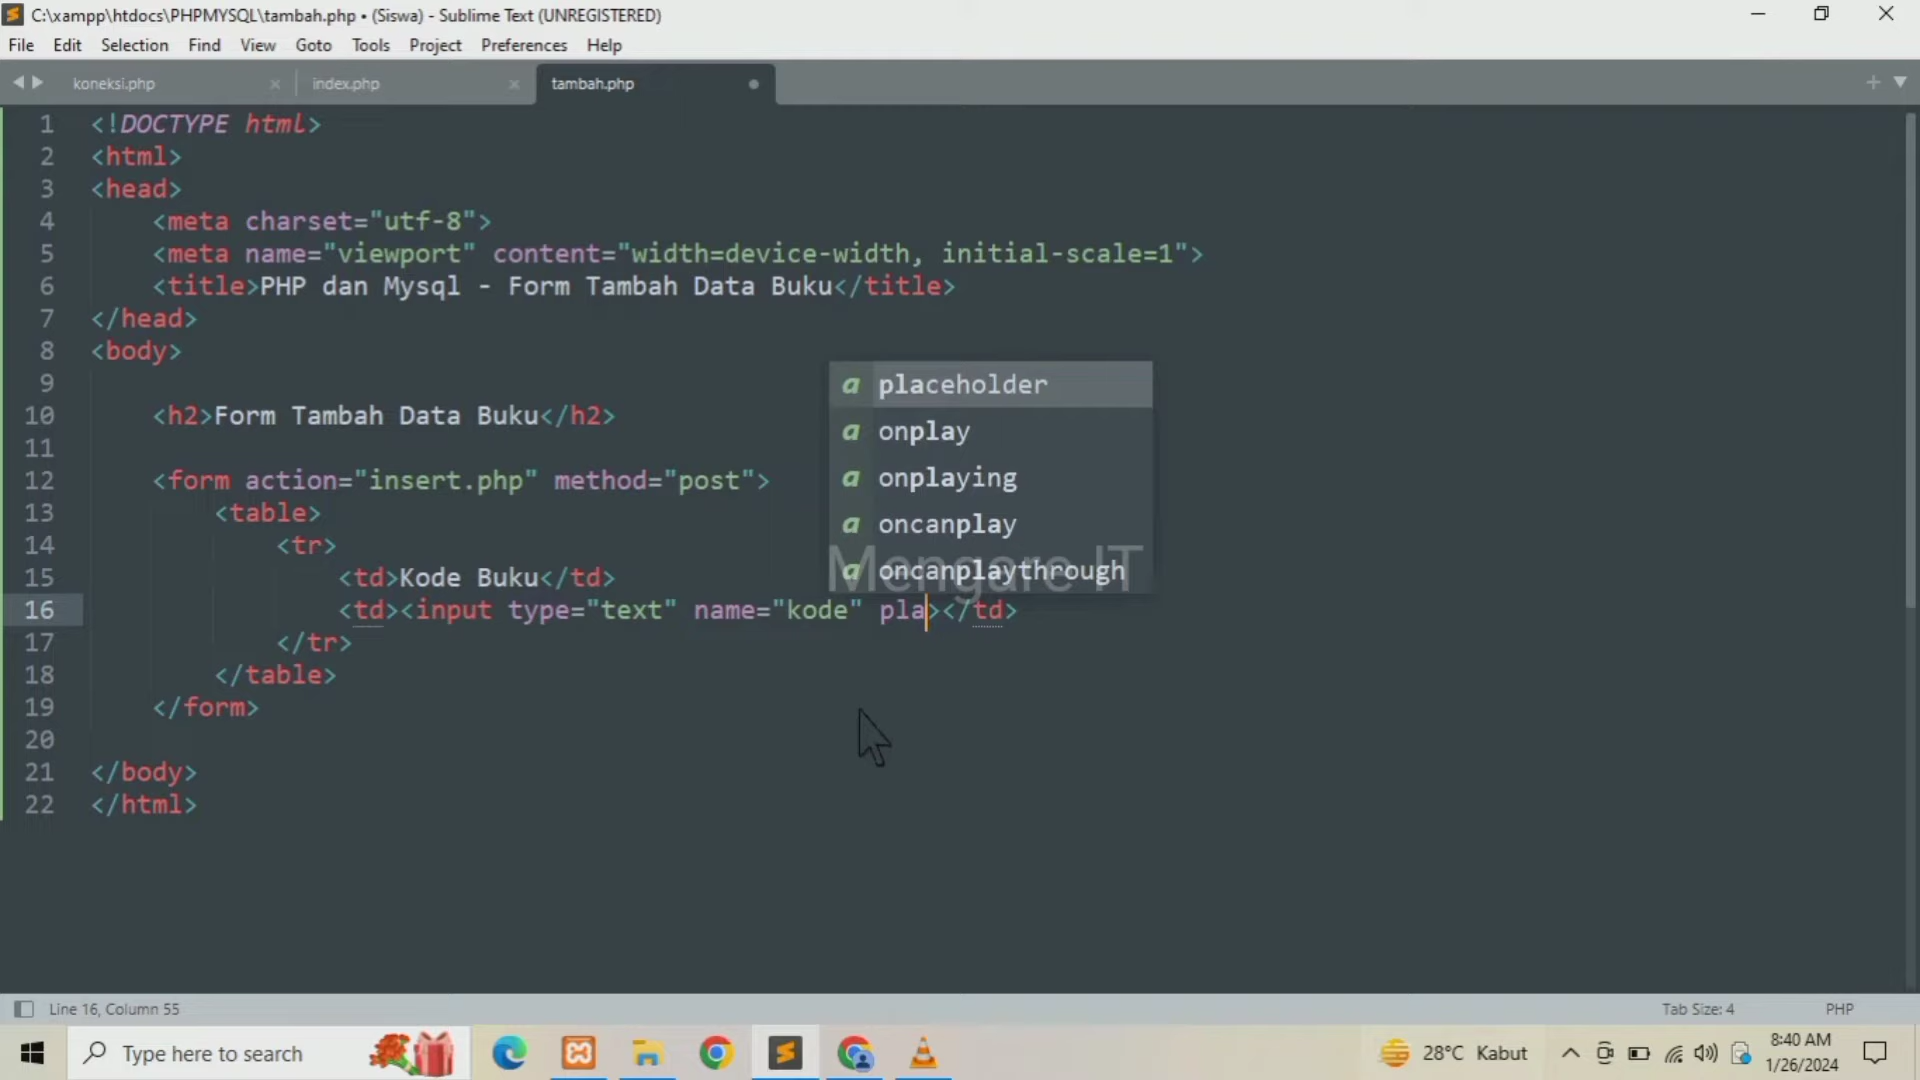 C:\xampp\htdocs\PHPMYSQL\tambah.php • (Siswa) - Sublime Text (UNREGISTERED)
File Edit Selection Find View Goto Tools Project Preferences Help
koneksi.php index.php tambah.php
1 <!DOCTYPE html>
2 <html>
3 <head>
4 <meta charset="utf-8">
5 <meta name="viewport" content="width=device-width, initial-scale=1">
6 <title>PHP dan Mysql - Form Tambah Data Buku</title>
7 </head>
8 <body>
9
10 <h2>Form Tambah Data Buku</h2>
11
12 <form action="insert.php" method="post">
13 <table>
14 <tr>
15 <td>Kode Buku</td>
16 <td><input type="text" name="kode" pla></td>
17 </tr>
18 </table>
19 </form>
20
21 </body>
22 </html>
a placeholder
a onplay
a onplaying
a oncanplay
a oncanplaythrough
Mengare IT
Line 16, Column 55 Tab Size: 4 PHP
Type here to search 28°C Kabut 8:40 AM
1/26/2024